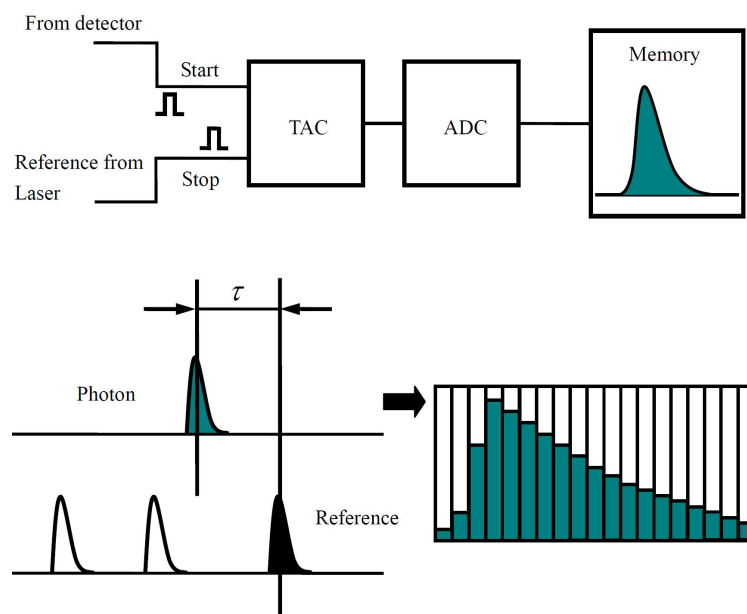 From detector
Start
Memory
TAC
ADC
Reference from
Laser
Stop
τ
Photon
Reference